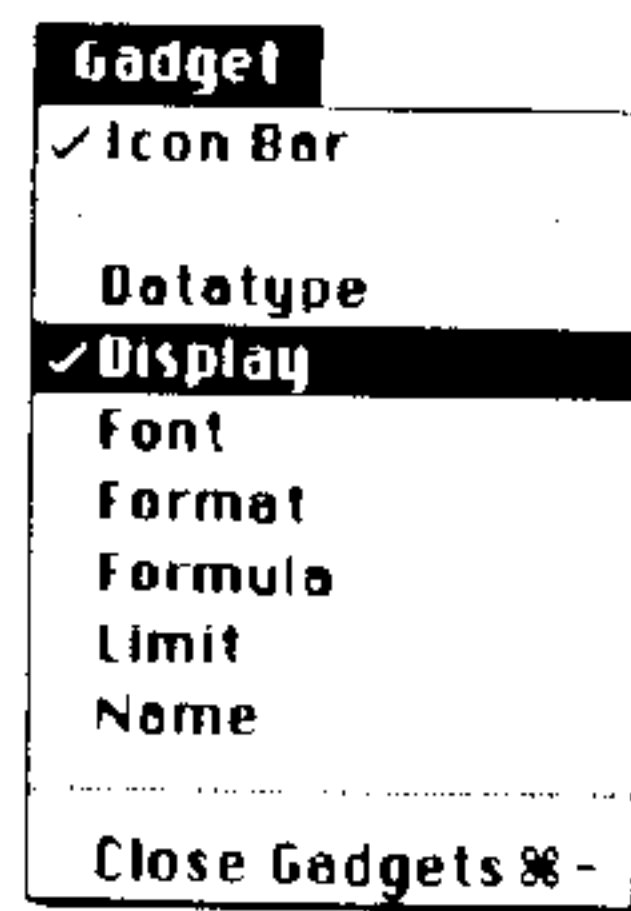 Gadget
✓Icon Bar
Datatype
✓Display
Font
Format
Formula
Limit
Name
Close Gadgets ⌘-